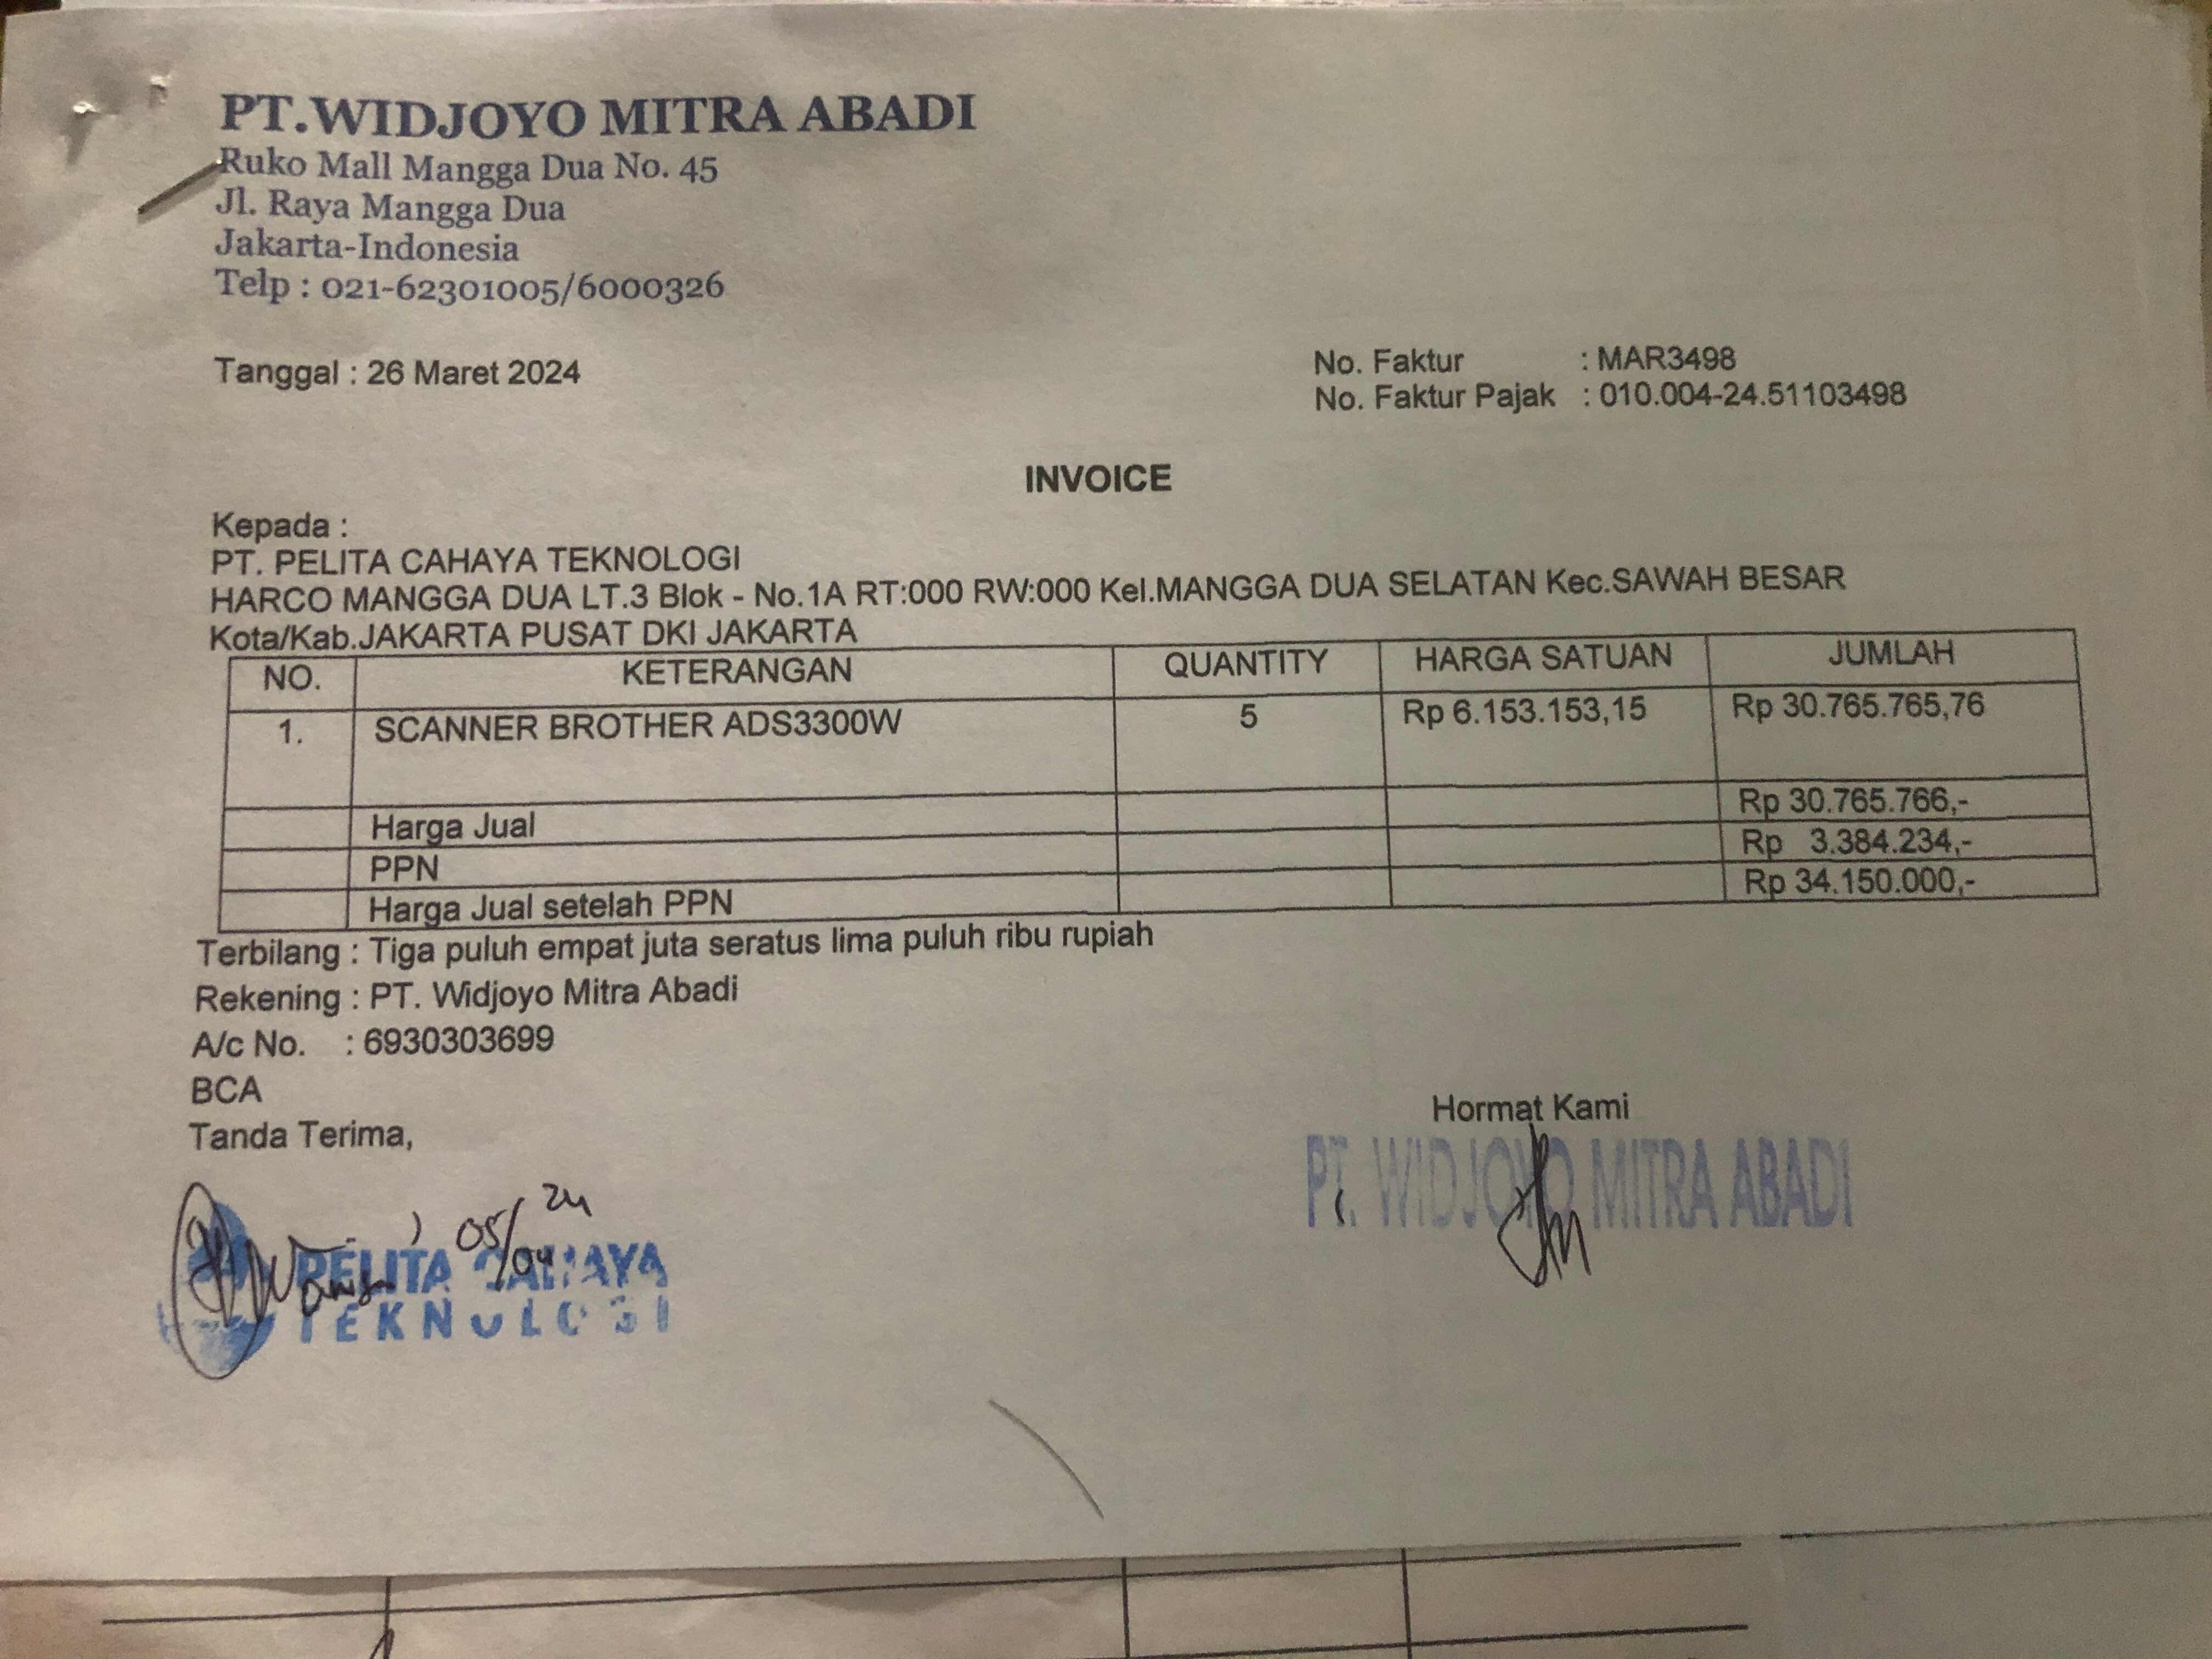 PT.WIDJOYO MITRA ABADI
Ruko Mall Mangga Dua No. 45
Jl. Raya Mangga Dua
Jakarta-Indonesia
Telp : 021-62301005/6000326
Tanggal : 26 Maret 2024
No. Faktur : MAR3498
No. Faktur Pajak : 010.004-24.51103498
INVOICE
Kepada :
PT. PELITA CAHAYA TEKNOLOGI
HARCO MANGGA DUA LT.3 Blok - No.1A RT:000 RW:000 Kel.MANGGA DUA SELATAN Kec.SAWAH BESAR
Kota/Kab.JAKARTA PUSAT DKI JAKARTA
NO. KETERANGAN QUANTITY HARGA SATUAN JUMLAH
1. SCANNER BROTHER ADS3300W 5 Rp 6.153.153,15 Rp 30.765.765,76
Harga Jual Rp 30.765.766,-
PPN Rp 3.384.234,-
Harga Jual setelah PPN Rp 34.150.000,-
Terbilang : Tiga puluh empat juta seratus lima puluh ribu rupiah
Rekening : PT. Widjoyo Mitra Abadi
A/c No. : 6930303699
BCA
Tanda Terima,
Hormat Kami
PT. WIDJOYO MITRA ABADI
05/04 24
PELITA CAHAYA
TEKNOLOGI